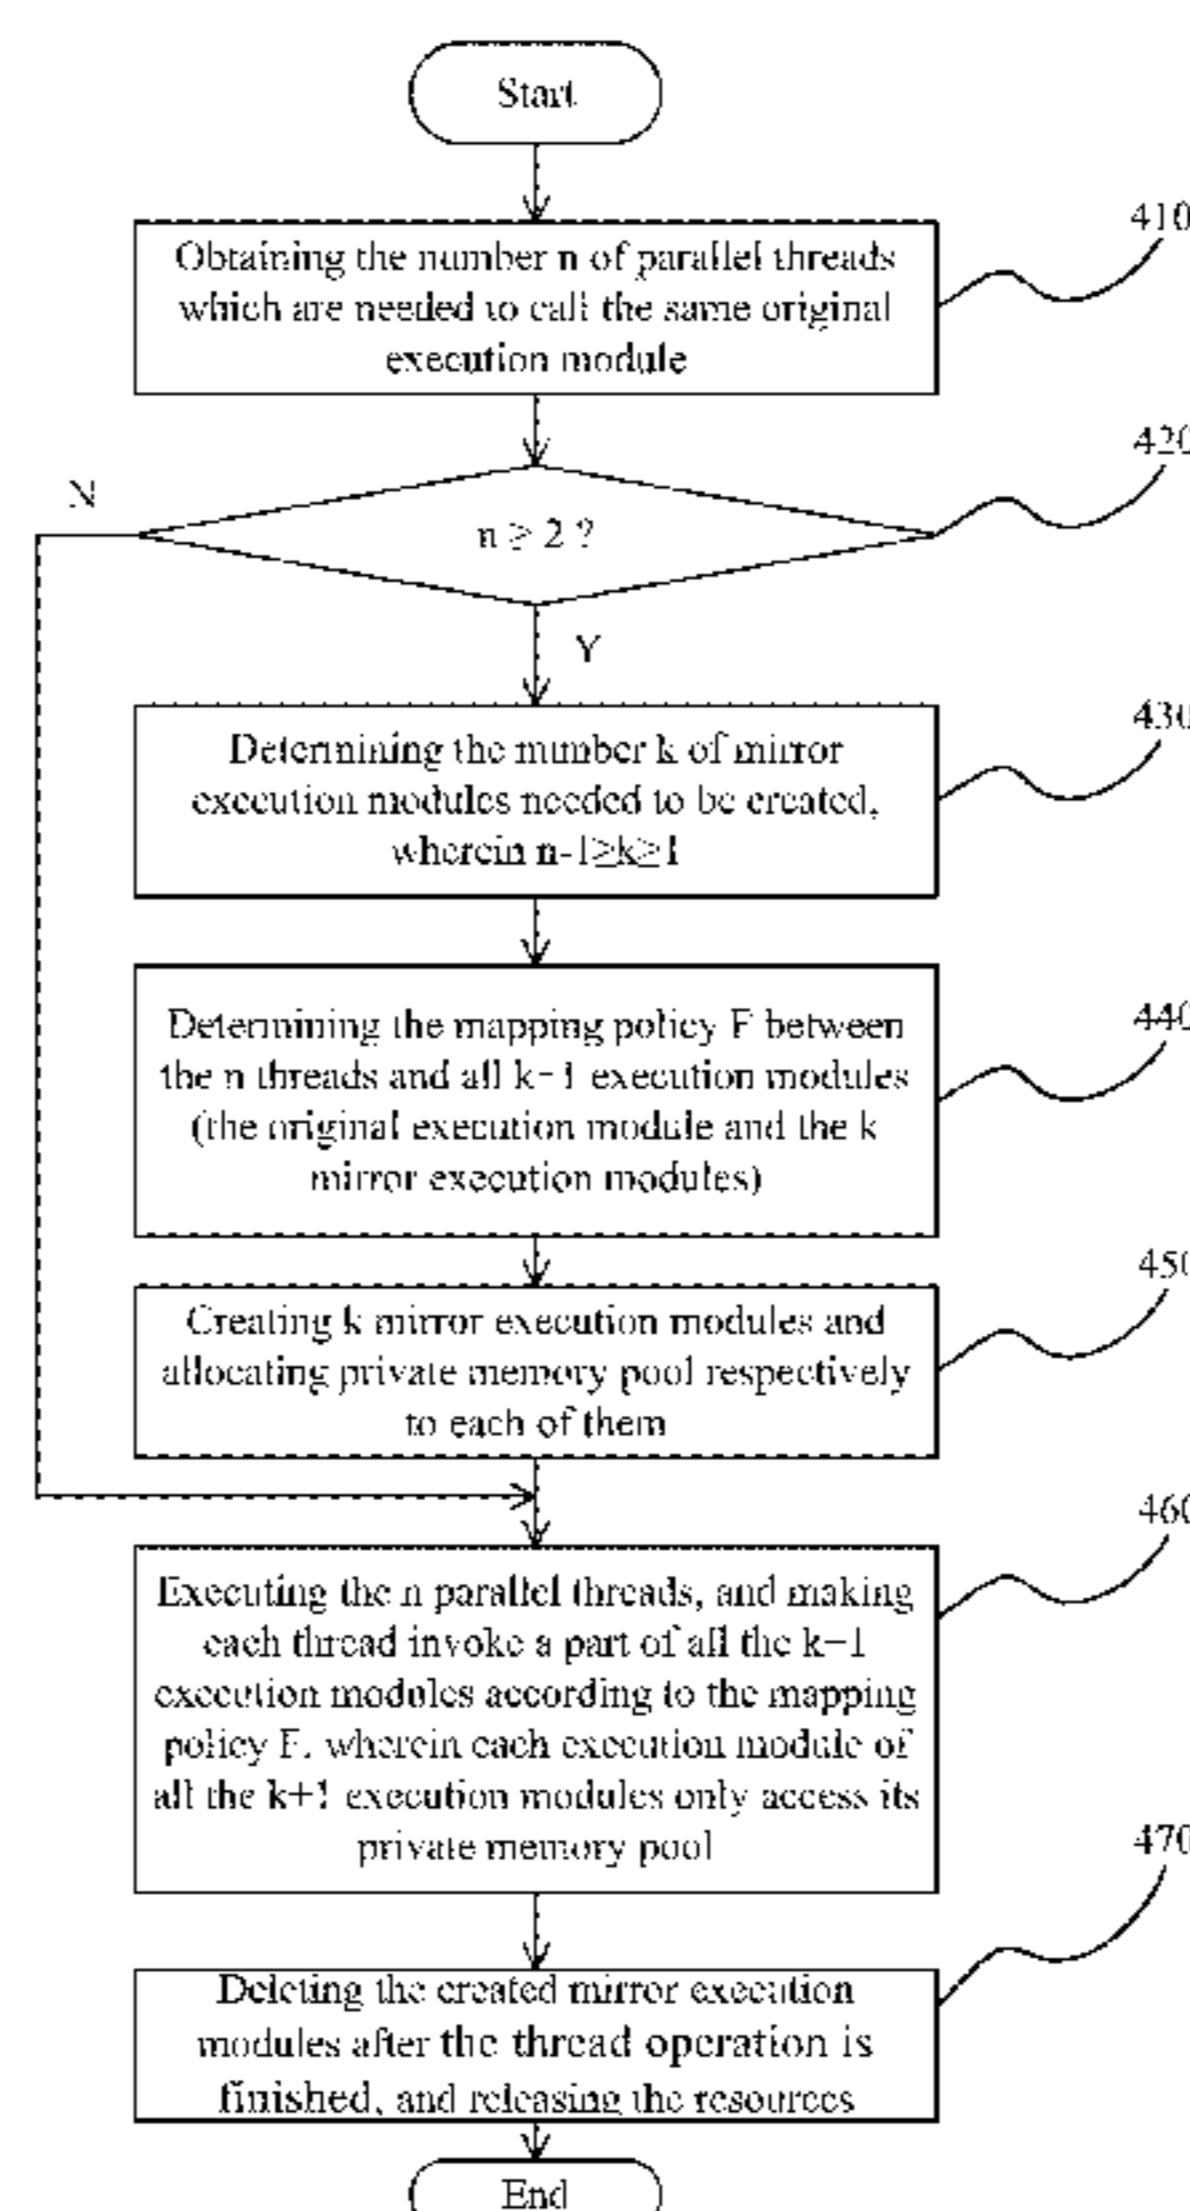 Start
410
Obtaining the number n of parallel threads
which are needed to call the same original
execution module
420
N
n ≥ 2 ?
Y
430
Determining the number k of mirror
execution modules needed to be created,
wherein n-1≥k≥1
440
Determining the mapping policy F between
the n threads and all k+1 execution modules
(the original execution module and the k
mirror execution modules)
450
Creating k mirror execution modules and
allocating private memory pool respectively
to each of them
460
Executing the n parallel threads, and making
each thread invoke a part of all the k+1
execution modules according to the mapping
policy F, wherein each execution module of
all the k+1 execution modules only access its
private memory pool
470
Deleting the created mirror execution
modules after the thread operation is
finished, and releasing the resources
End